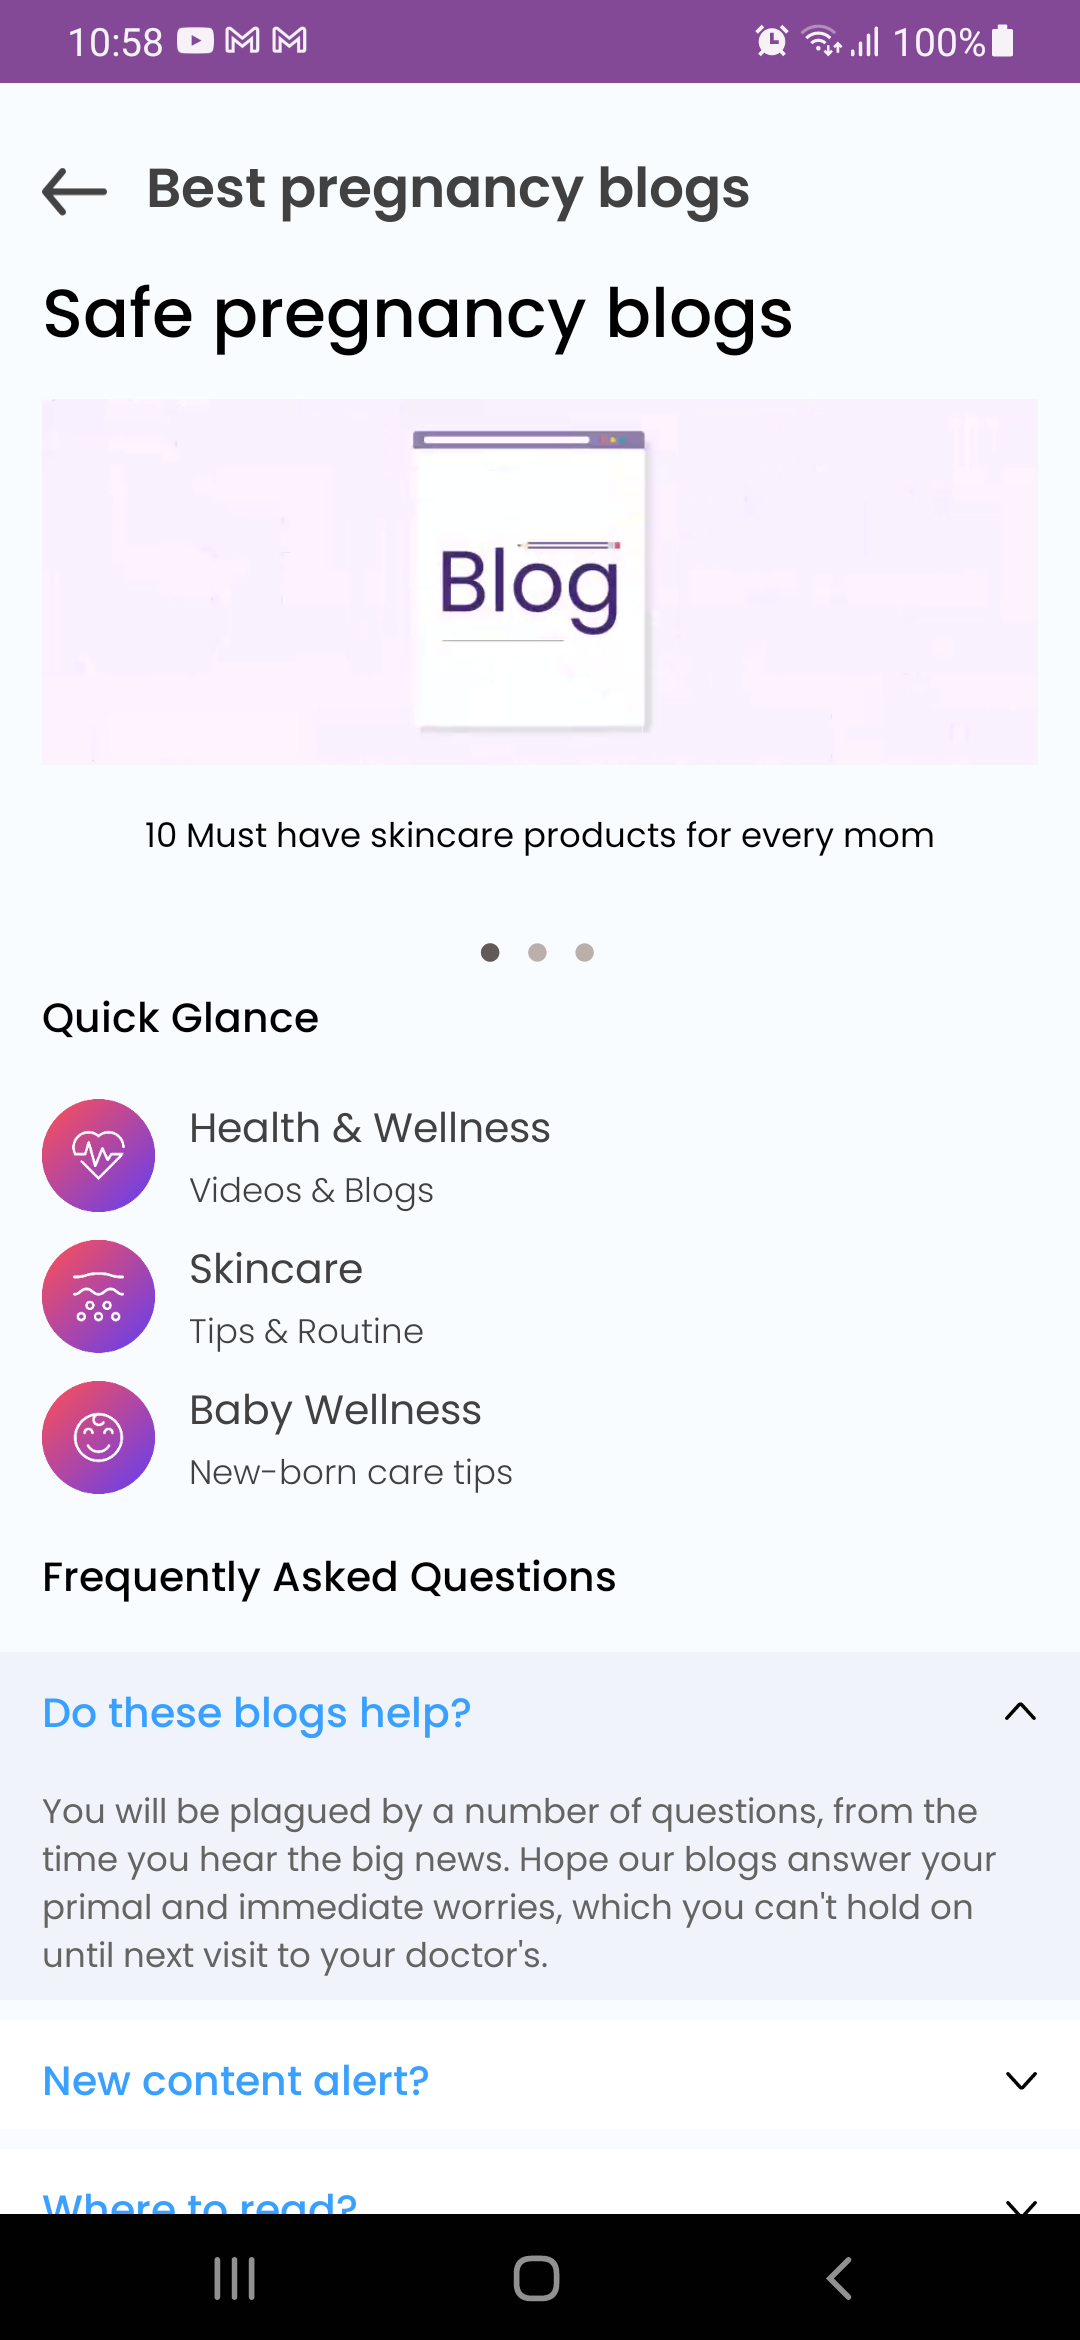 10:58 100%
Best pregnancy blogs
Safe pregnancy blogs
Blog
10 Must have skincare products for every mom
Quick Glance
Health & Wellness
Videos & Blogs
Skincare
Tips & Routine
Baby Wellness
New-born care tips
Frequently Asked Questions
Do these blogs help?
You will be plagued by a number of questions, from the
time you hear the big news. Hope our blogs answer your
primal and immediate worries, which you can't hold on
until next visit to your doctor's.
New content alert?
Where to read?